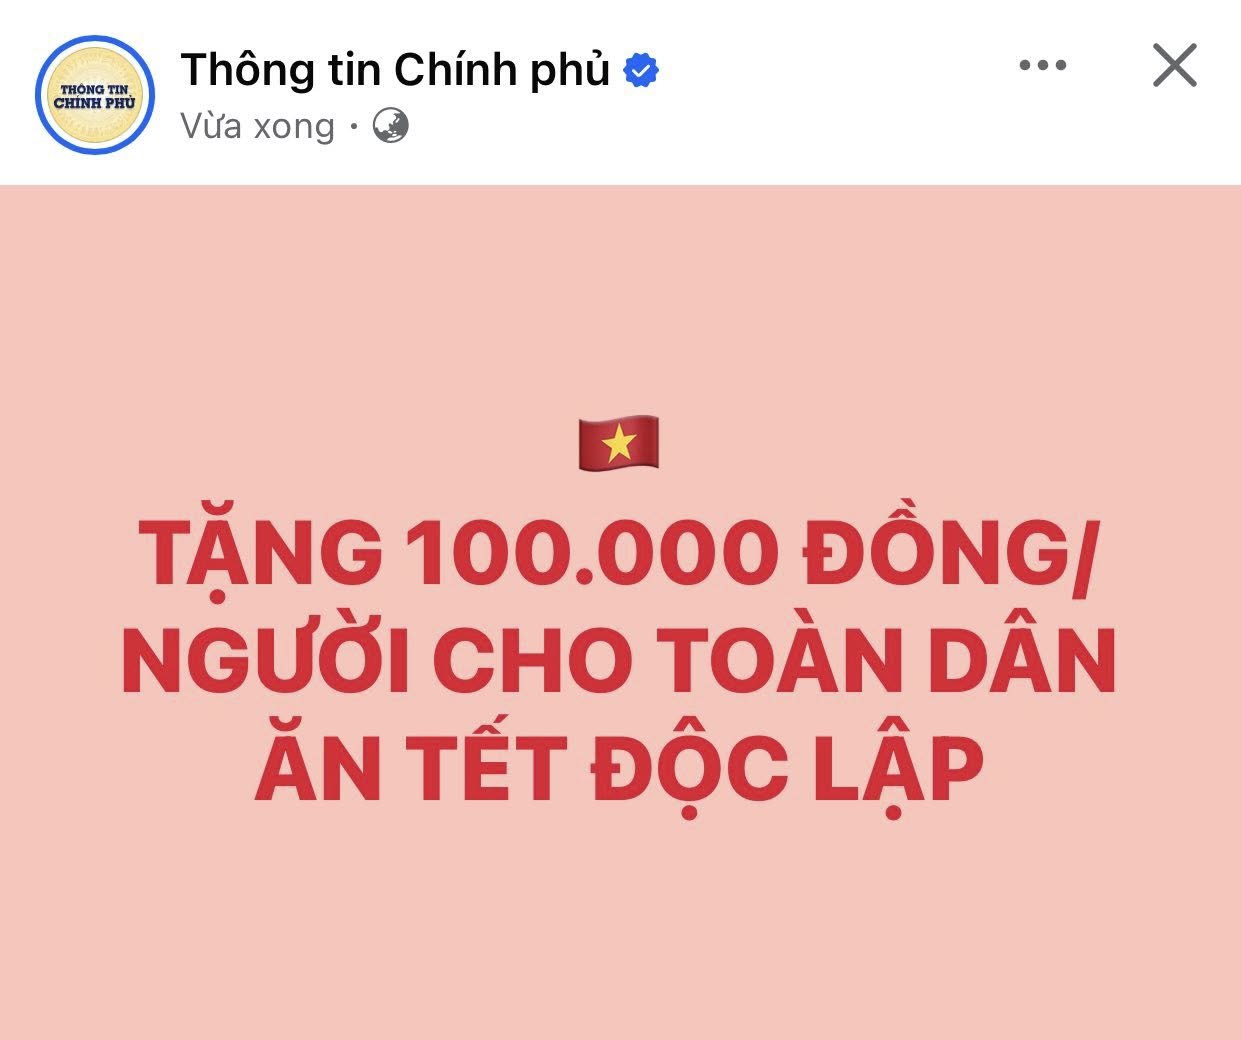 THÔNG TIN
CHÍNH PHỦ
Thông tin Chính phủ
Vừa xong ·
TẶNG 100.000 ĐỒNG/
NGƯỜI CHO TOÀN DÂN
ĂN TẾT ĐỘC LẬP